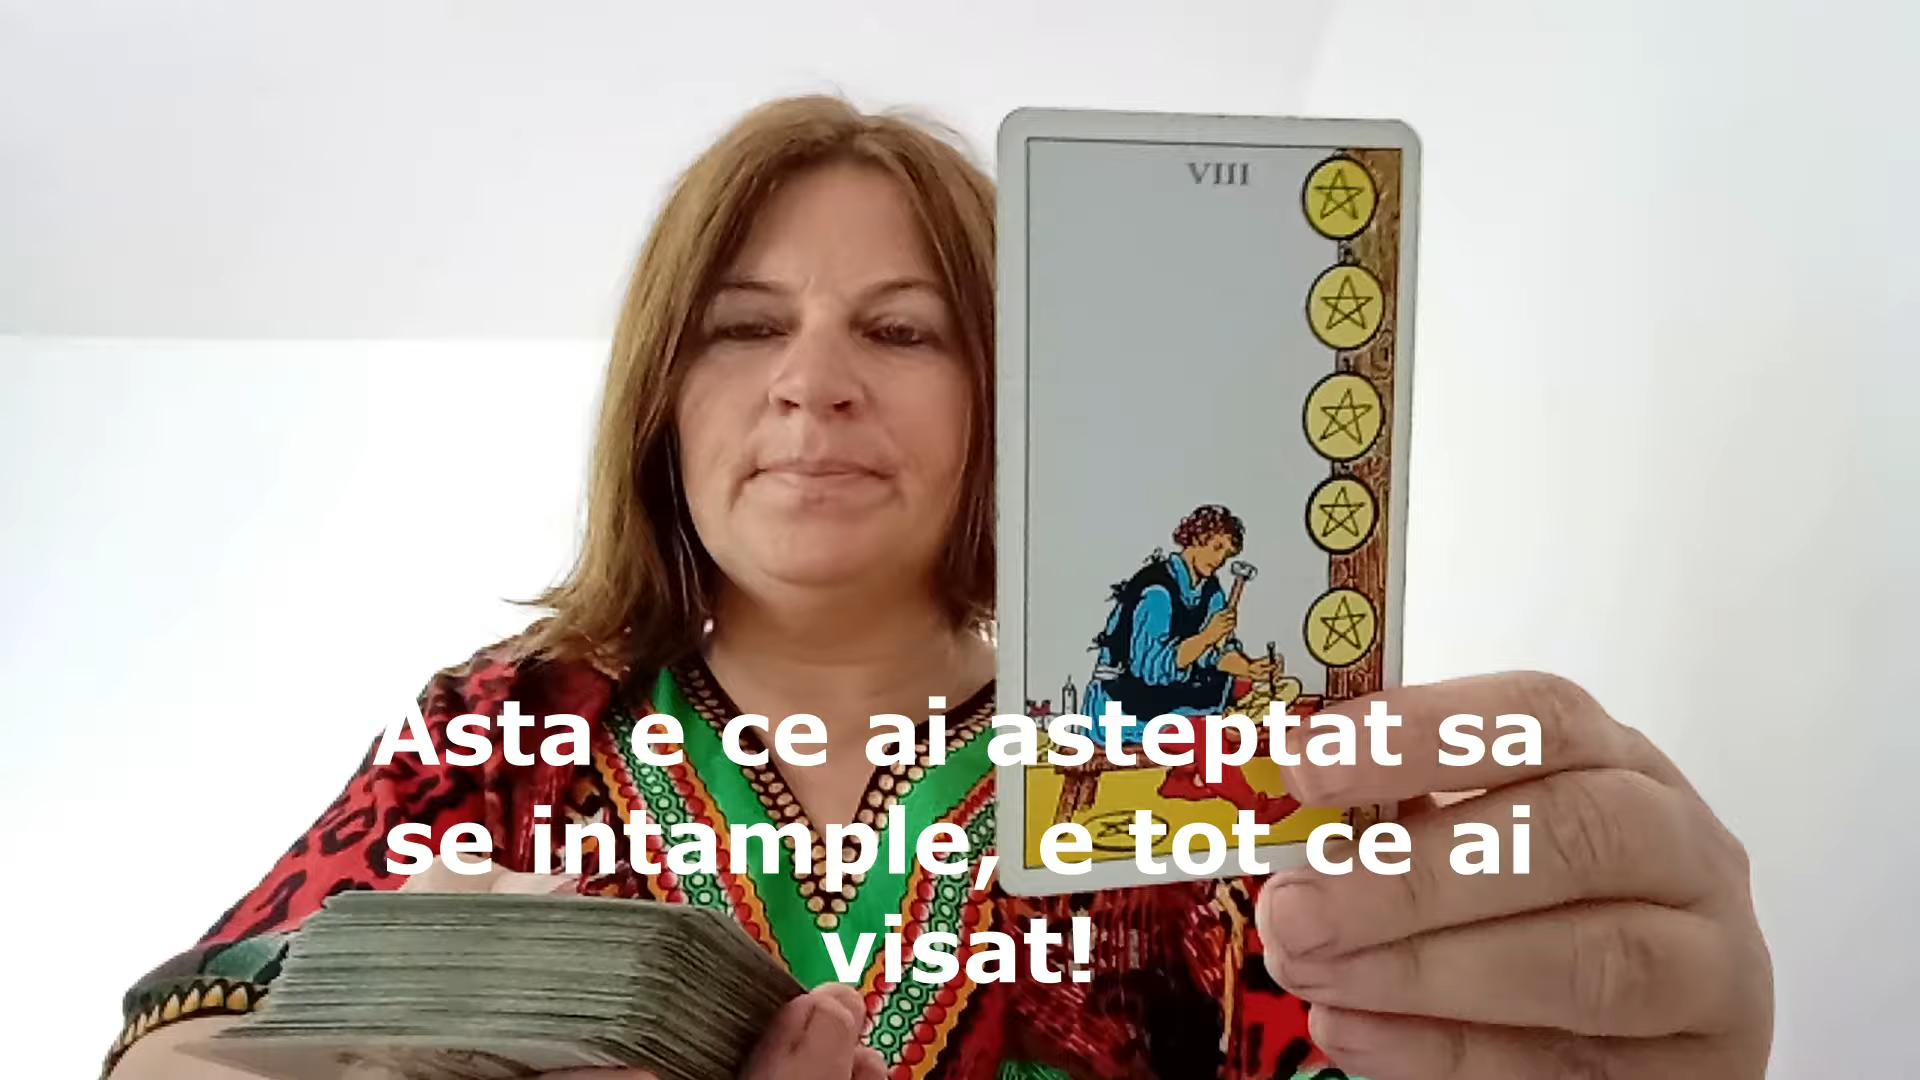 VIII
Asta e ce ai asteptat sa
se intample, e tot ce ai
visat!